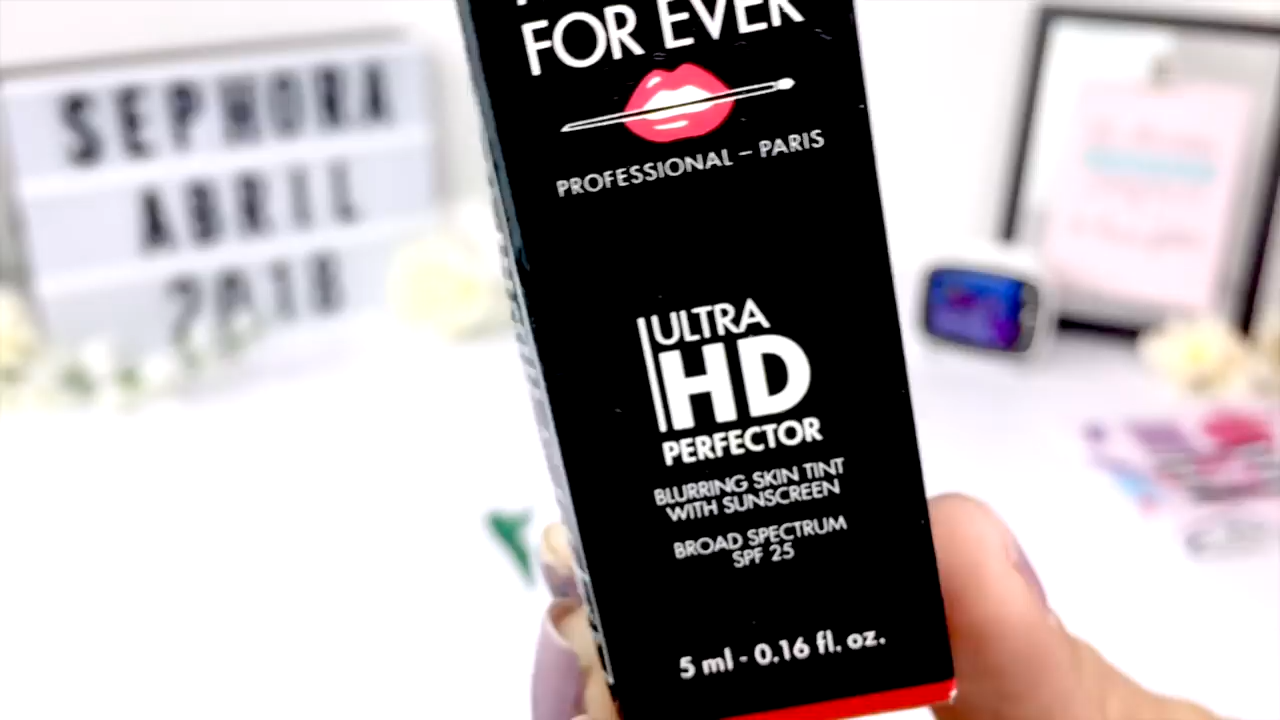 SEPHORA
ABRIL
2018
FOR EVER
PROFESSIONAL – PARIS
ULTRA
HD
PERFECTOR
BLURRING SKIN TINT
WITH SUNSCREEN
BROAD SPECTRUM
SPF 25
5 ml - 0.16 fl. oz.